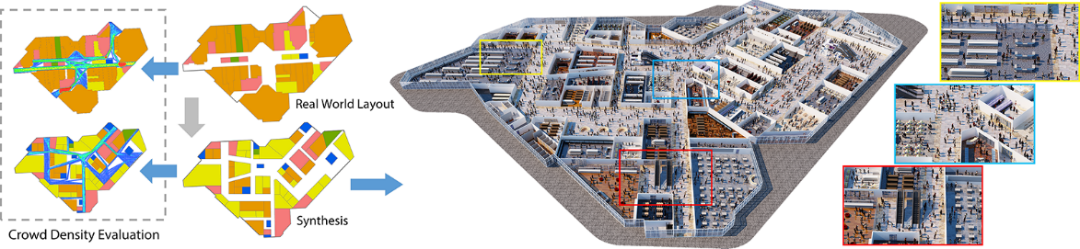 Real World Layout
Synthesis
Crowd Density Evaluation